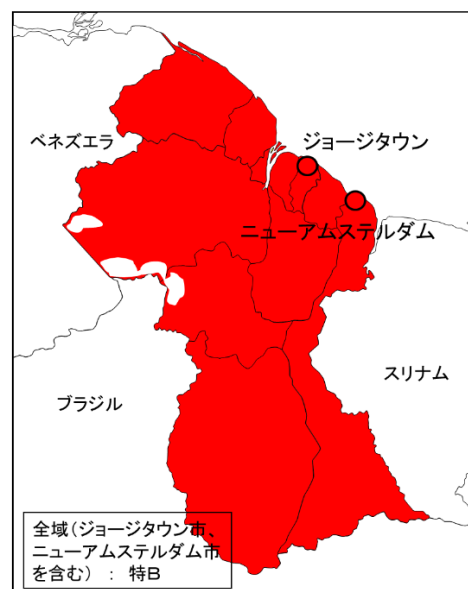 ベネズエラ
ジョージタウン
ニューアムステルダム
スリナム
ブラジル
全域(ジョージタウン市、
ニューアムステルダム市
を含む) : 特B